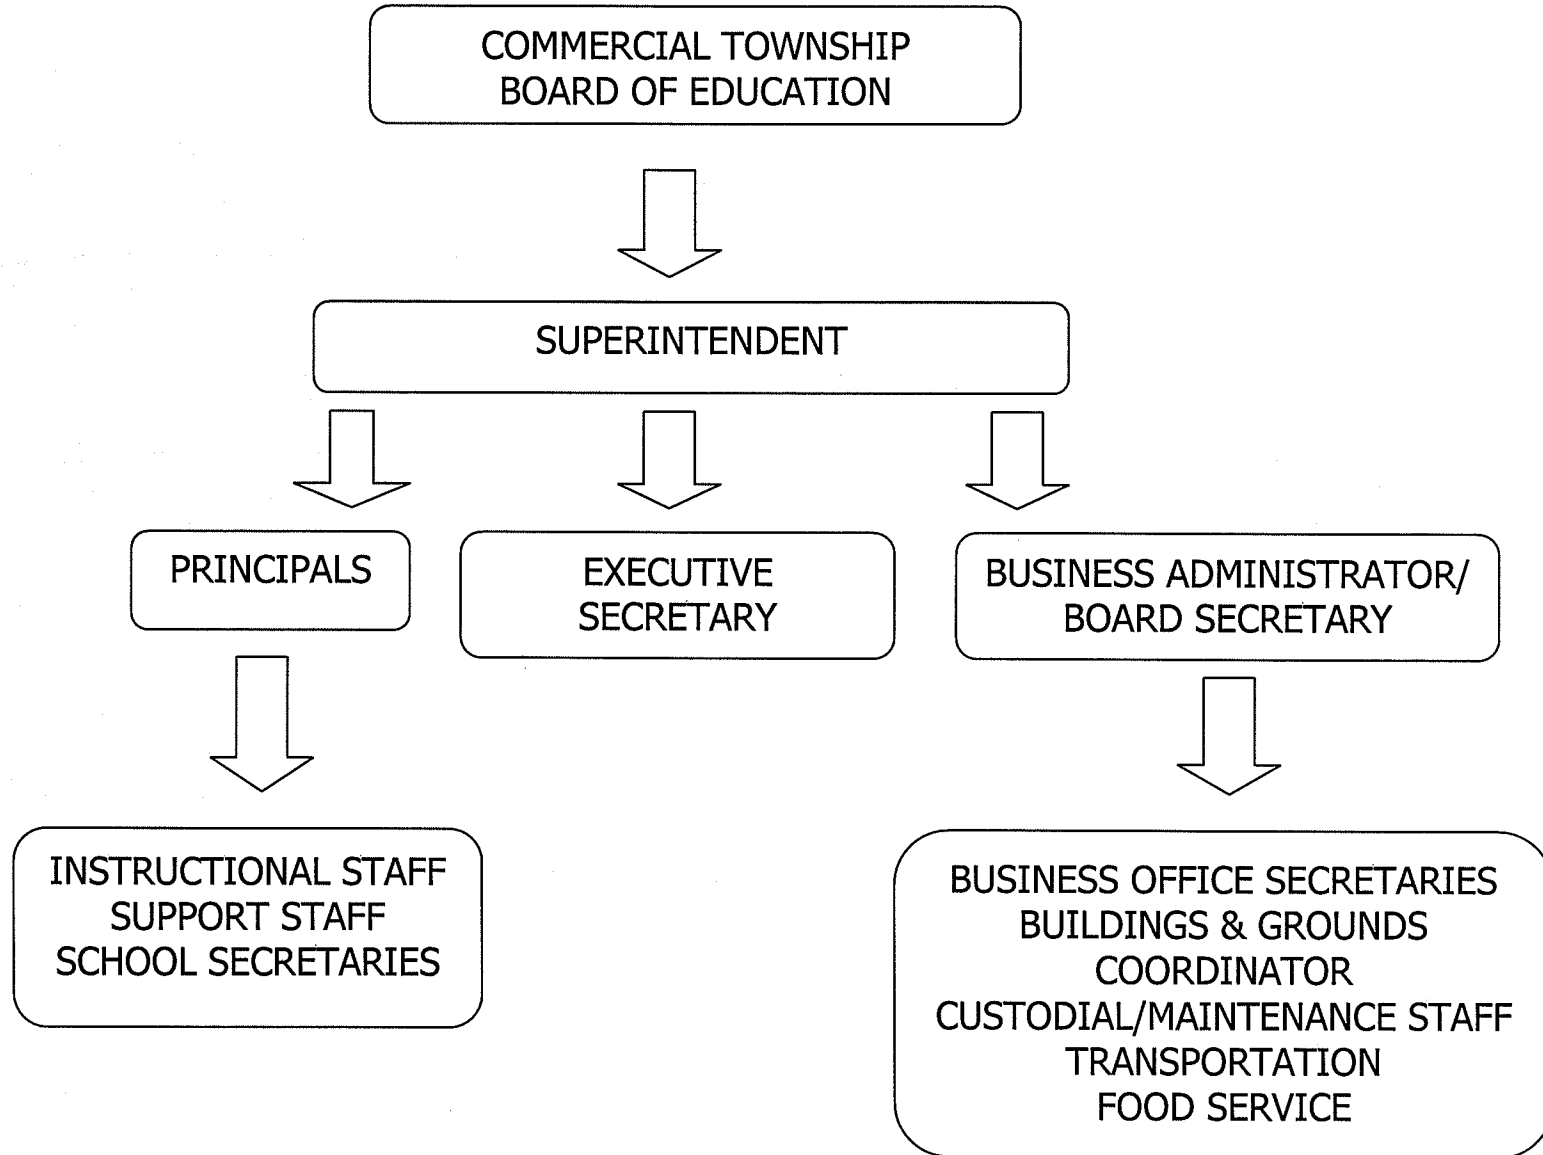 COMMERCIAL TOWNSHIP
BOARD OF EDUCATION
SUPERINTENDENT
PRINCIPALS
EXECUTIVE
SECRETARY
BUSINESS ADMINISTRATOR/
BOARD SECRETARY
INSTRUCTIONAL STAFF
SUPPORT STAFF
SCHOOL SECRETARIES
BUSINESS OFFICE SECRETARIES
BUILDINGS & GROUNDS
COORDINATOR
CUSTODIAL/MAINTENANCE STAFF
TRANSPORTATION
FOOD SERVICE